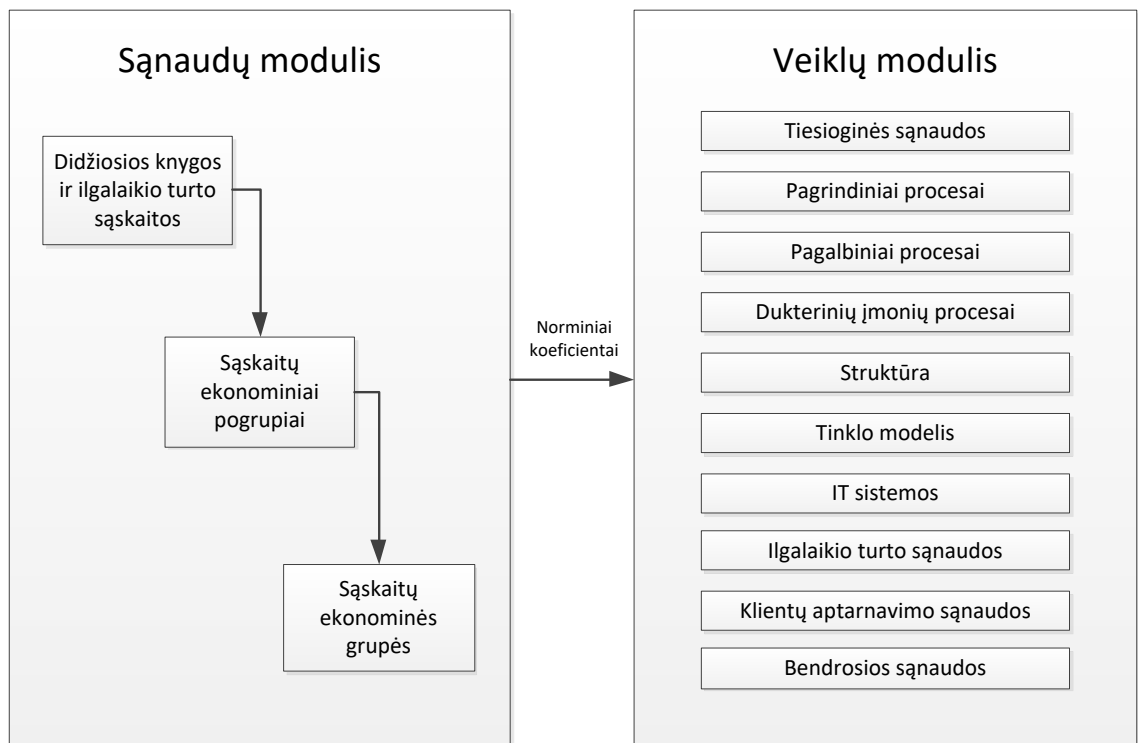 Sąnaudų modulis
Didžiosios knygos
ir ilgalaikio turto
sąskaitos
Sąskaitų
ekonominiai
pogrupiai
Sąskaitų
ekonominės
grupės
Norminiai
koeficientai
Veiklų modulis
Tiesioginės sąnaudos
Pagrindiniai procesai
Pagalbiniai procesai
Dukterinių įmonių procesai
Struktūra
Tinklo modelis
IT sistemos
Ilgalaikio turto sąnaudos
Klientų aptarnavimo sąnaudos
Bendrosios sąnaudos